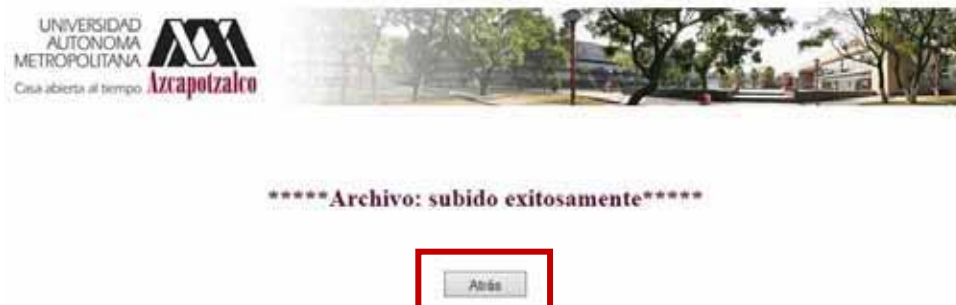 UNIVERSIDAD
AUTONOMA
METROPOLITANA
Casa abierta al tiempo Azcapotzalco
*****Archivo: subido exitosamente*****
Atrás